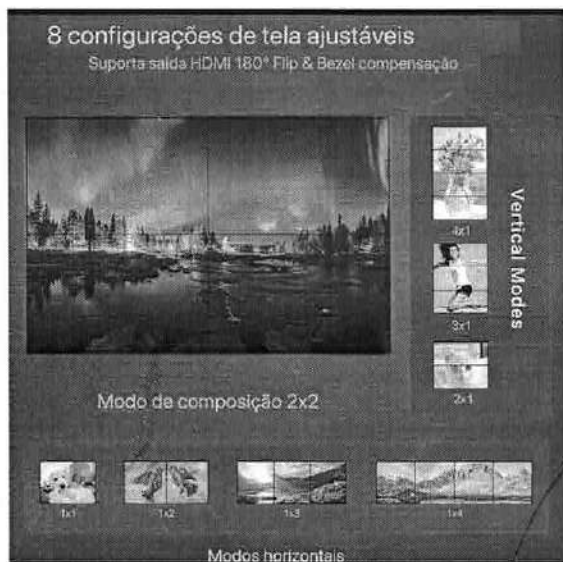 8 configurações de tela ajustáveis
Suporta saída HDMI 180° Flip & Bezel compensação
4x1
3x1
2x1
Vertical Modes
Modo de composição 2x2
1x1
1x2
1x3
1x4
Modos horizontais